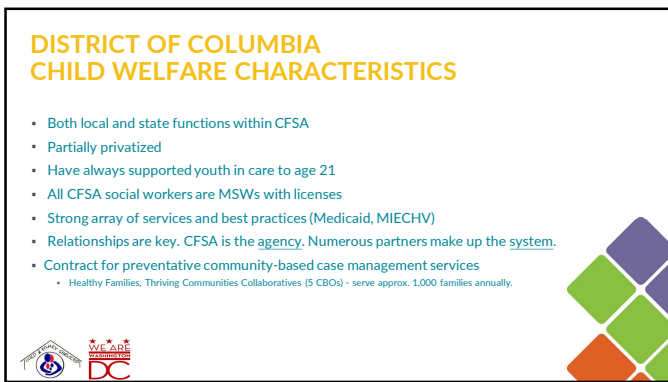 DISTRICT OF COLUMBIA
CHILD WELFARE CHARACTERISTICS
▪ Both local and state functions within CFSA
▪ Partially privatized
▪ Have always supported youth in care to age 21
▪ All CFSA social workers are MSWs with licenses
▪ Strong array of services and best practices (Medicaid, MIECHV)
▪ Relationships are key. CFSA is the agency. Numerous partners make up the system.
▪ Contract for preventative community-based case management services
▪ Healthy Families, Thriving Communities Collaboratives (5 CBOs) - serve approx. 1,000 families annually.
CHILD & FAMILY SERVICES
WE ARE
WASHINGTON
DC